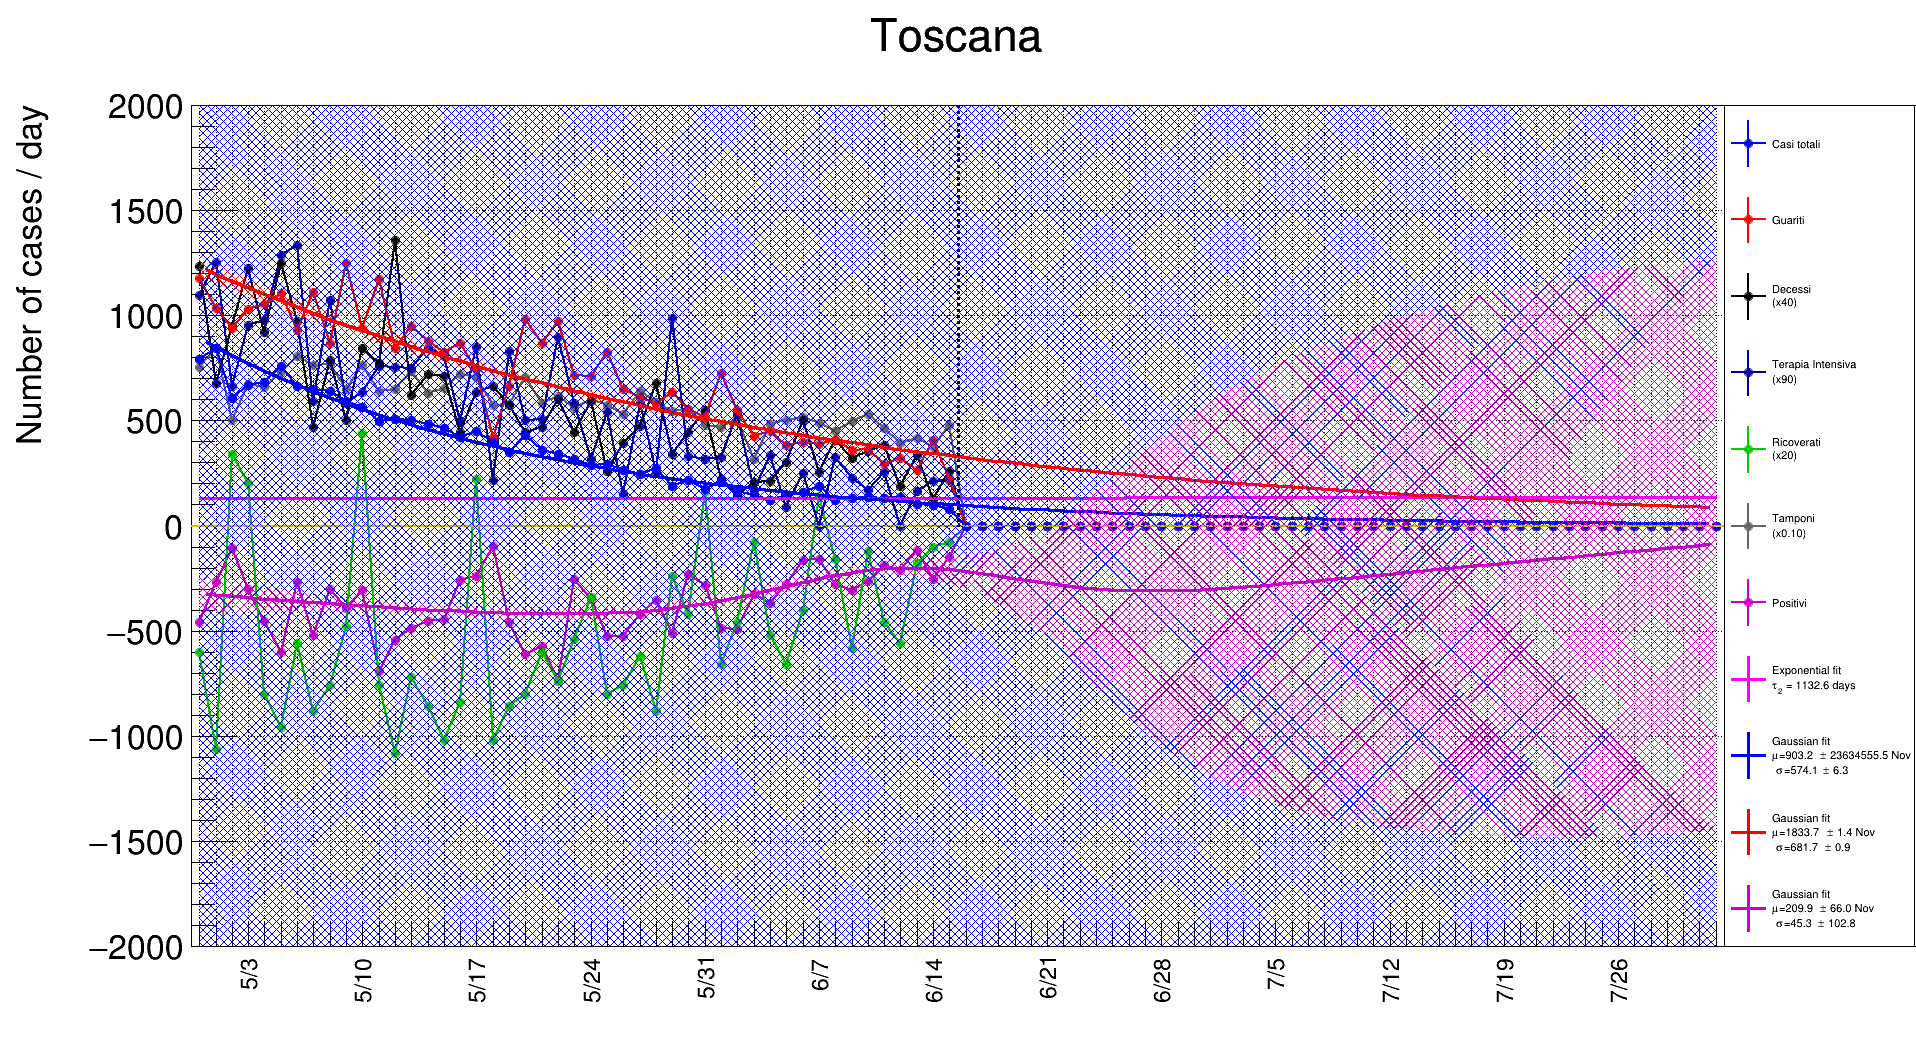 Toscana
Number of cases / day
2000
1500
1000
500
0
−500
−1000
−1500
−2000
5/3
5/10
5/17
5/24
5/31
6/7
6/14
6/21
6/28
7/5
7/12
7/19
7/26
Casi totali
Guariti
Decessi
(x40)
Terapia Intensiva
(x90)
Ricoverati
(x20)
Tamponi
(x0.10)
Positivi
Exponential fit
τ2 = 1132.6 days
Gaussian fit
μ=903.2 ± 23634555.5 Nov
σ=574.1 ± 6.3
Gaussian fit
μ=1833.7 ± 1.4 Nov
σ=681.7 ± 0.9
Gaussian fit
μ=209.9 ± 66.0 Nov
σ=45.3 ± 102.8